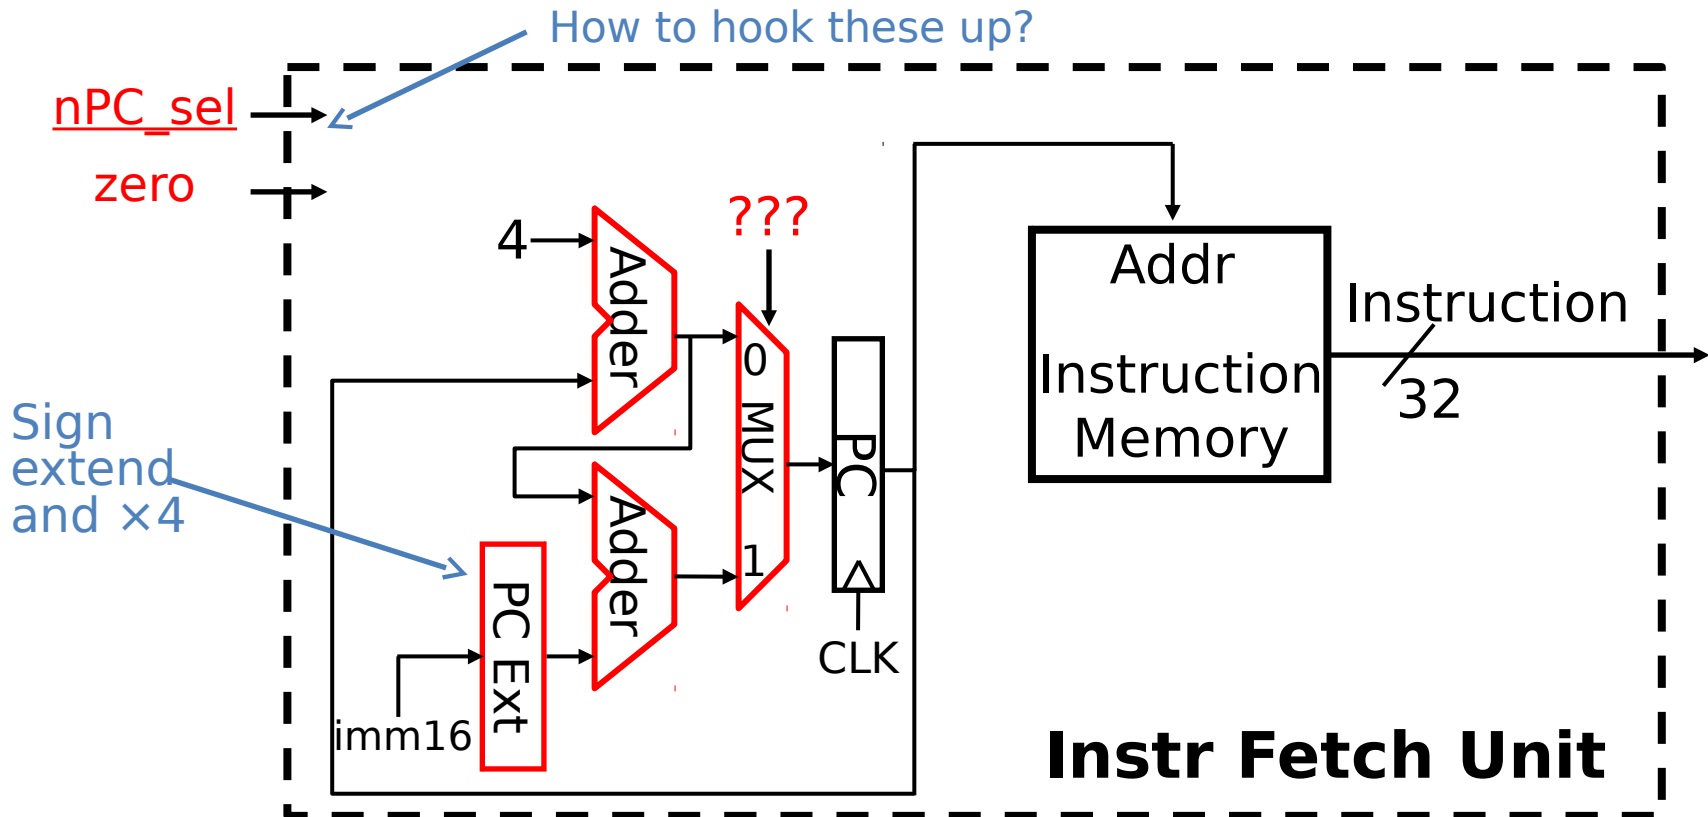 How to hook these up?
nPC_sel
zero
4
Adder
???
0
MUX
1
PC
CLK
Addr
Instruction
Memory
Instruction
32
Sign
extend
and ×4
Adder
PC Ext
imm16
Instr Fetch Unit